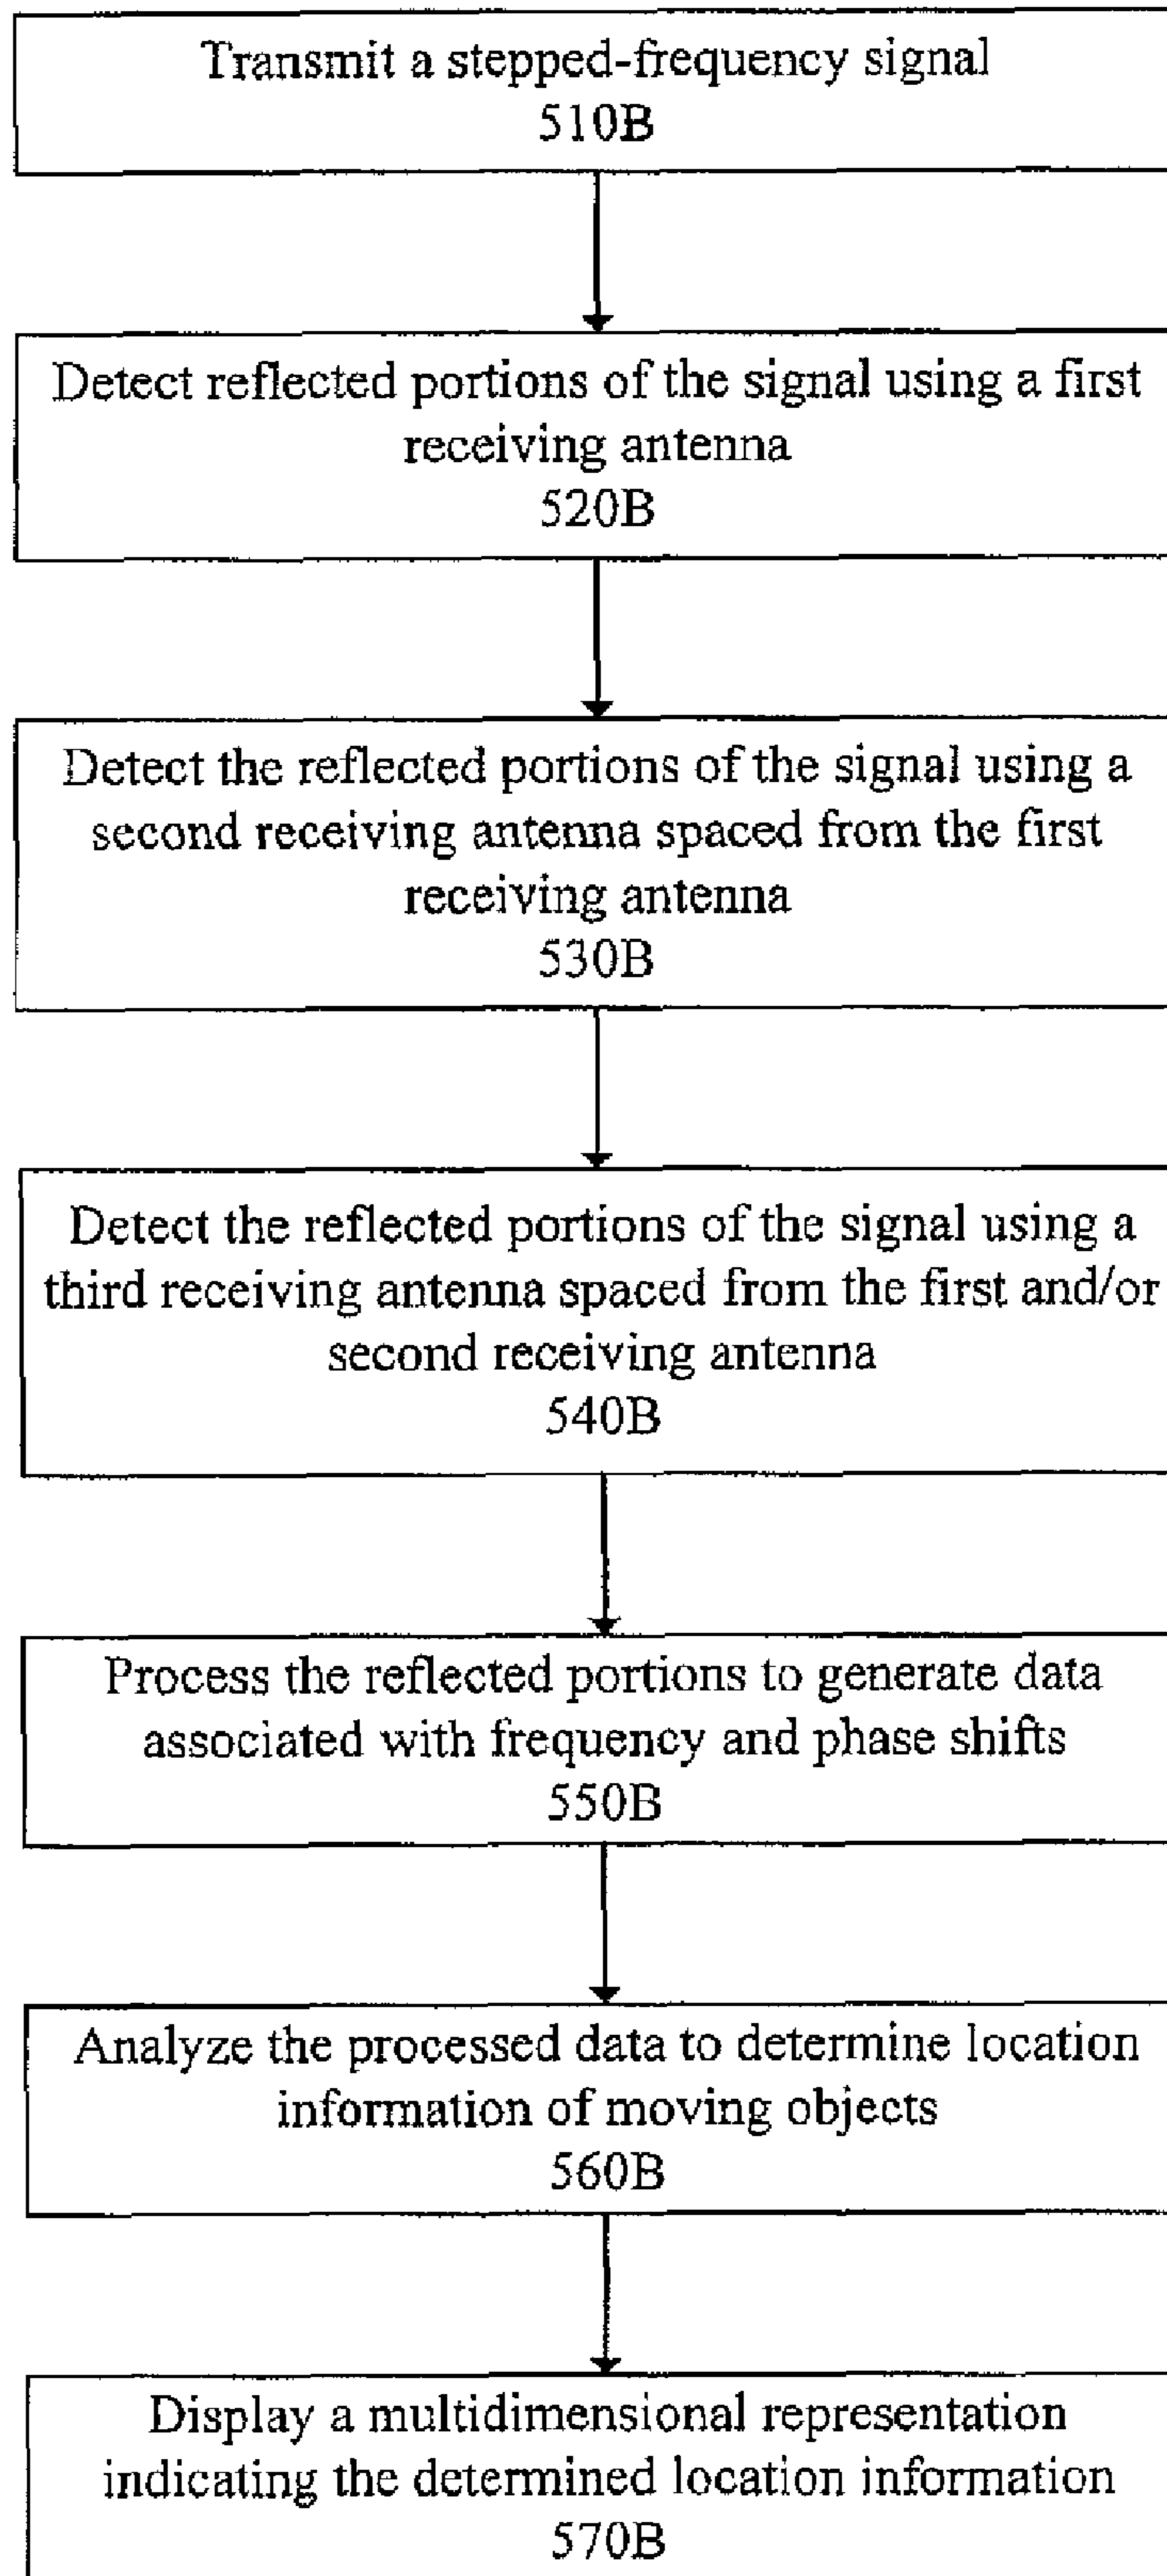 Transmit a stepped-frequency signal
510B
Detect reflected portions of the signal using a first
receiving antenna
520B
Detect the reflected portions of the signal using a
second receiving antenna spaced from the first
receiving antenna
530B
Detect the reflected portions of the signal using a
third receiving antenna spaced from the first and/or
second receiving antenna
540B
Process the reflected portions to generate data
associated with frequency and phase shifts
550B
Analyze the processed data to determine location
information of moving objects
560B
Display a multidimensional representation
indicating the determined location information
570B